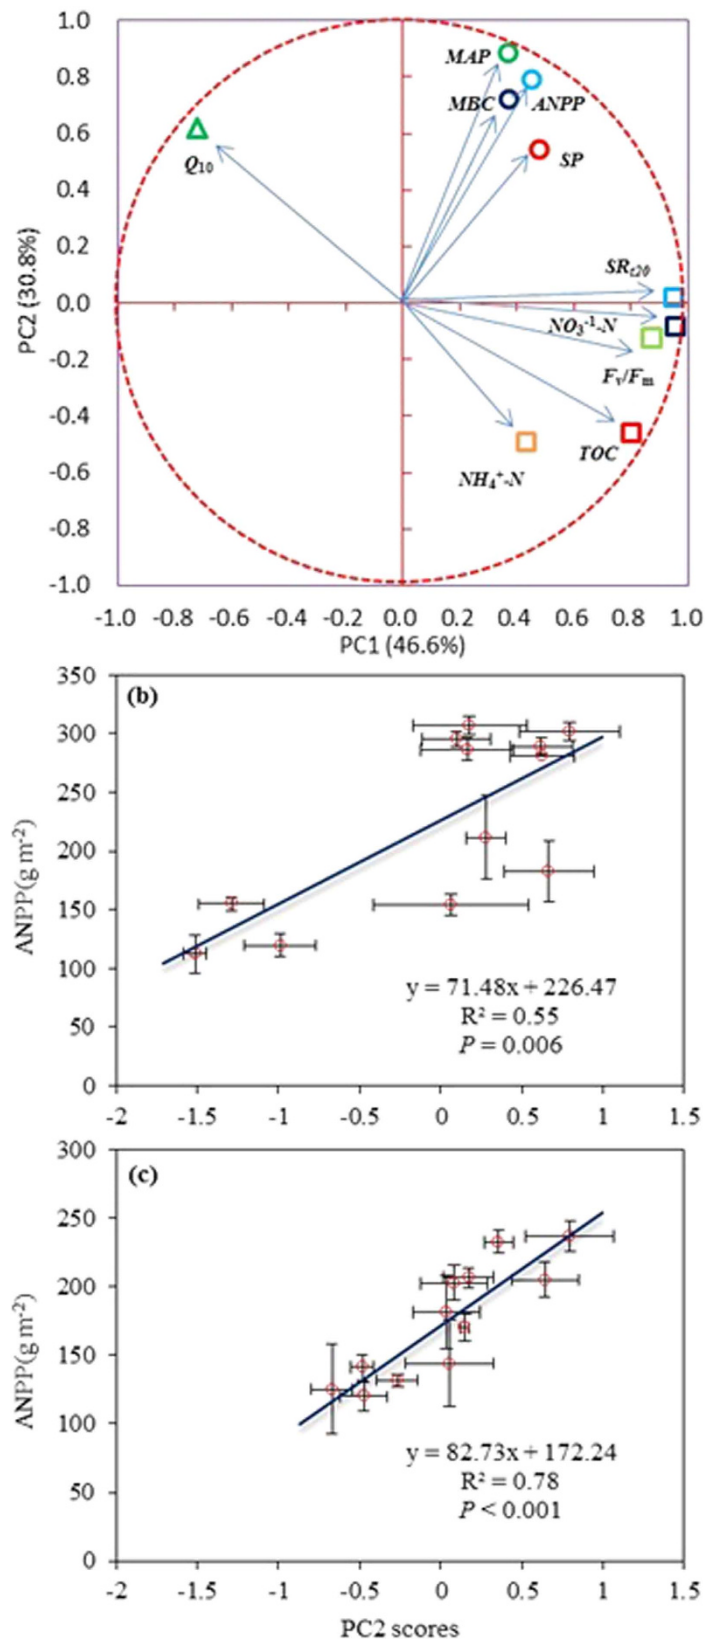 1.0
0.8
0.6
0.4
0.2
0.0
-0.2
-0.4
-0.6
-0.8
-1.0
PC2 (30.8%)
MAP
MBC
ANPP
SP
Q10
SRt20
NO3-1-N
Fv/Fm
TOC
NH4+-N
-1.0 -0.8 -0.6 -0.4 -0.2 0.0 0.2 0.4 0.6 0.8 1.0
PC1 (46.6%)
(b)
350
300
250
200
150
100
50
0
ANPP(g m-2)
y = 71.48x + 226.47
R² = 0.55
P = 0.006
-2 -1.5 -1 -0.5 0 0.5 1 1.5
(c)
300
250
200
150
100
50
0
ANPP(g m-2)
y = 82.73x + 172.24
R² = 0.78
P < 0.001
-2 -1.5 -1 -0.5 0 0.5 1 1.5
PC2 scores